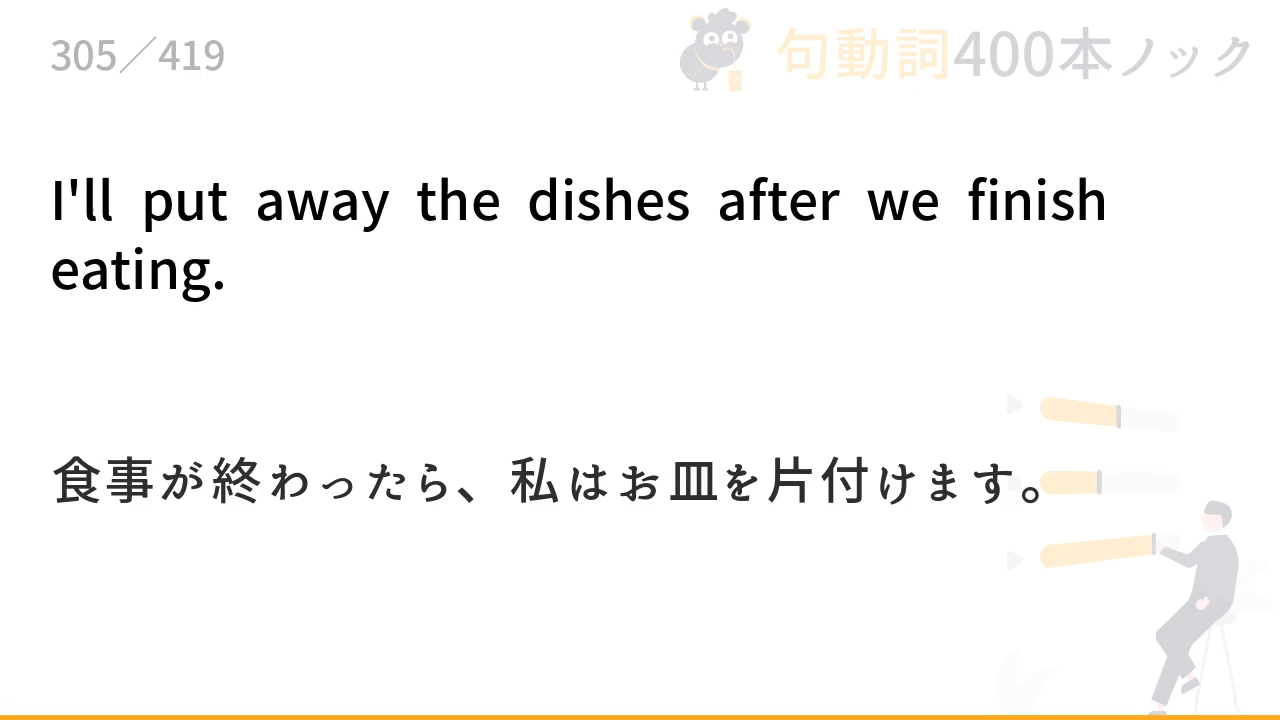 305／419
句動詞400本ノック
I'll put away the dishes after we finish
eating.
食事が終わったら、私はお皿を片付けます。